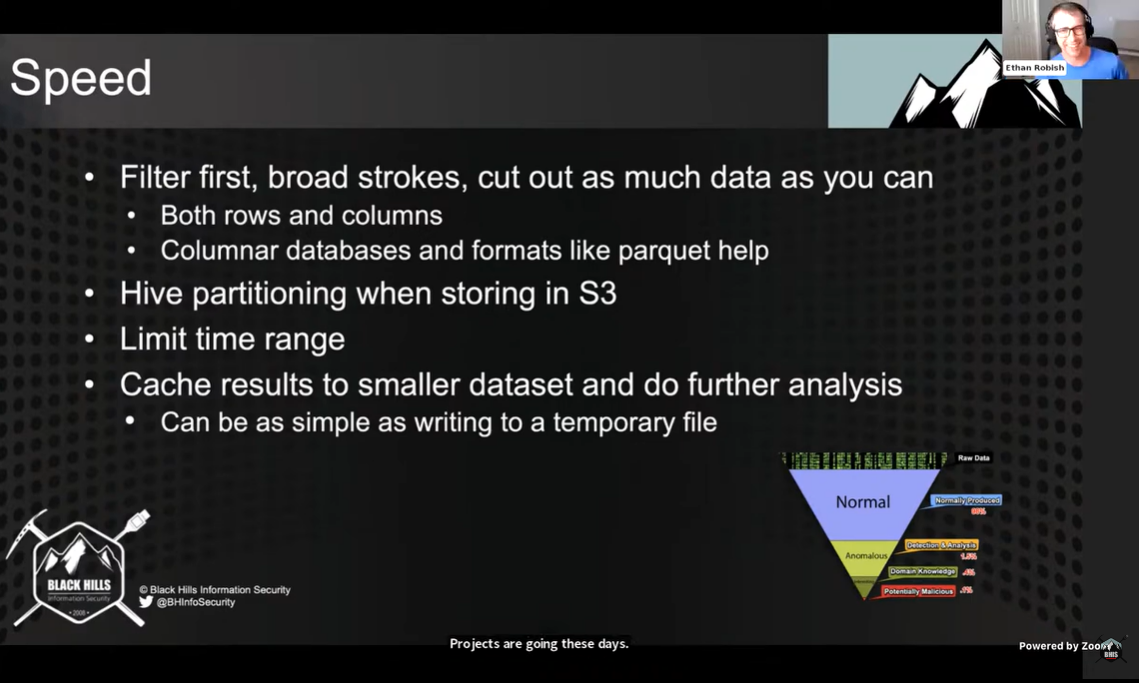 Ethan Robish
Speed
• Filter first, broad strokes, cut out as much data as you can
• Both rows and columns
• Columnar databases and formats like parquet help
• Hive partitioning when storing in S3
• Limit time range
• Cache results to smaller dataset and do further analysis
• Can be as simple as writing to a temporary file
Raw Data
Normal
Normally Produced
Anomalous
Detection & Analysis
1.5%
Domain Knowledge
Potentially Malicious
BLACK HILLS
Information Security
• 2008 •
© Black Hills Information Security
@BHInfoSecurity
Projects are going these days.
Powered by Zoom
BHIS